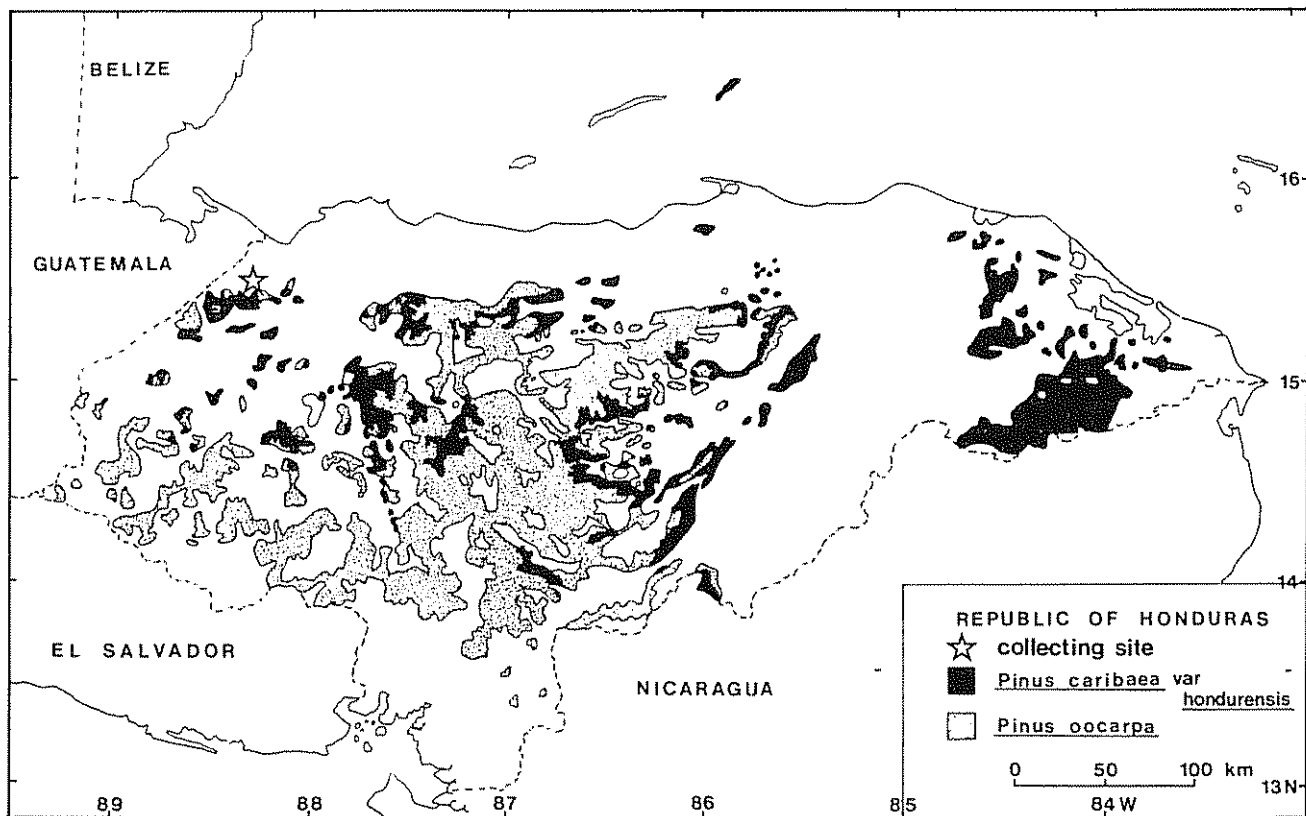 BELIZE
16
GUATEMALA
15
14
REPUBLIC OF HONDURAS
collecting site
EL SALVADOR
Pinus caribaea var
hondurensis
NICARAGUA
Pinus oocarpa
0 50 100 km
13N
89 88 87 86 85 84W